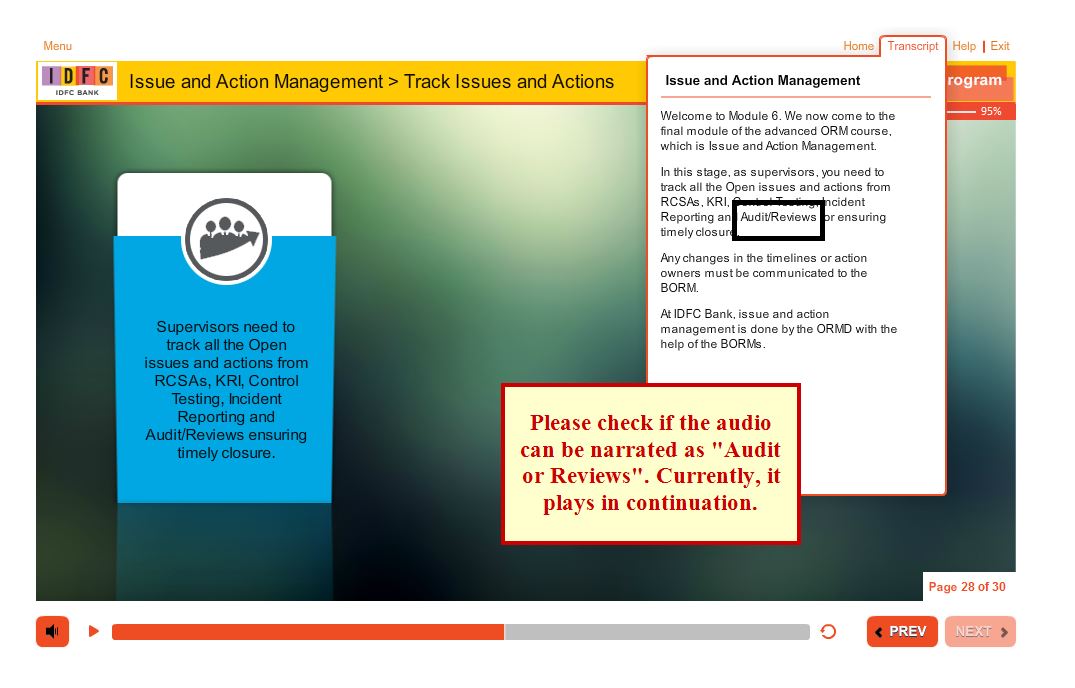 Menu
Home Transcript Help | Exit
IDFC
IDFC BANK
Issue and Action Management > Track Issues and Actions
rogram
95%
Issue and Action Management
Welcome to Module 6. We now come to the
final module of the advanced ORM course,
which is Issue and Action Management.
In this stage, as supervisors, you need to
track all the Open issues and actions from
RCSAs, KRI, Control Testing, Incident
Reporting and Audit/Reviews for ensuring
timely closure.
Any changes in the timelines or action
owners must be communicated to the
BORM.
At IDFC Bank, issue and action
management is done by the ORMD with the
help of the BORMs.
Supervisors need to
track all the Open
issues and actions from
RCSAs, KRI, Control
Testing, Incident
Reporting and
Audit/Reviews ensuring
timely closure.
Please check if the audio
can be narrated as "Audit
or Reviews". Currently, it
plays in continuation.
Page 28 of 30
PREV
NEXT